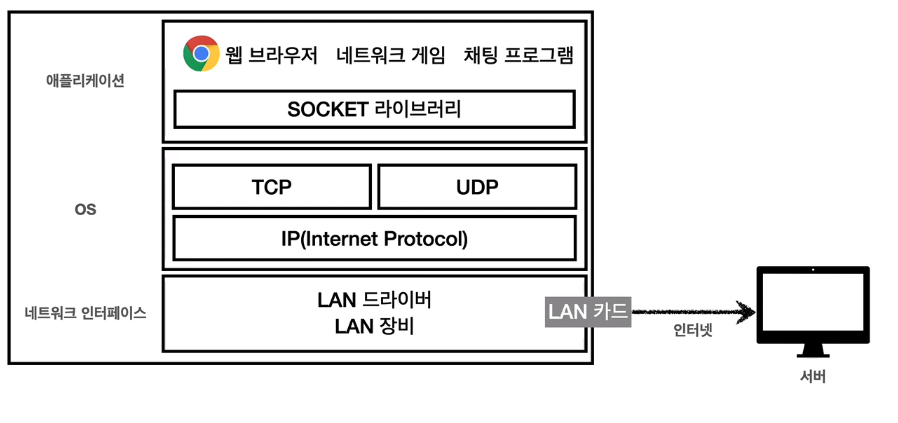 애플리케이션
웹 브라우저 네트워크 게임 채팅 프로그램
SOCKET 라이브러리
OS
TCP
UDP
IP(Internet Protocol)
네트워크 인터페이스
LAN 드라이버
LAN 장비
LAN 카드
인터넷
서버